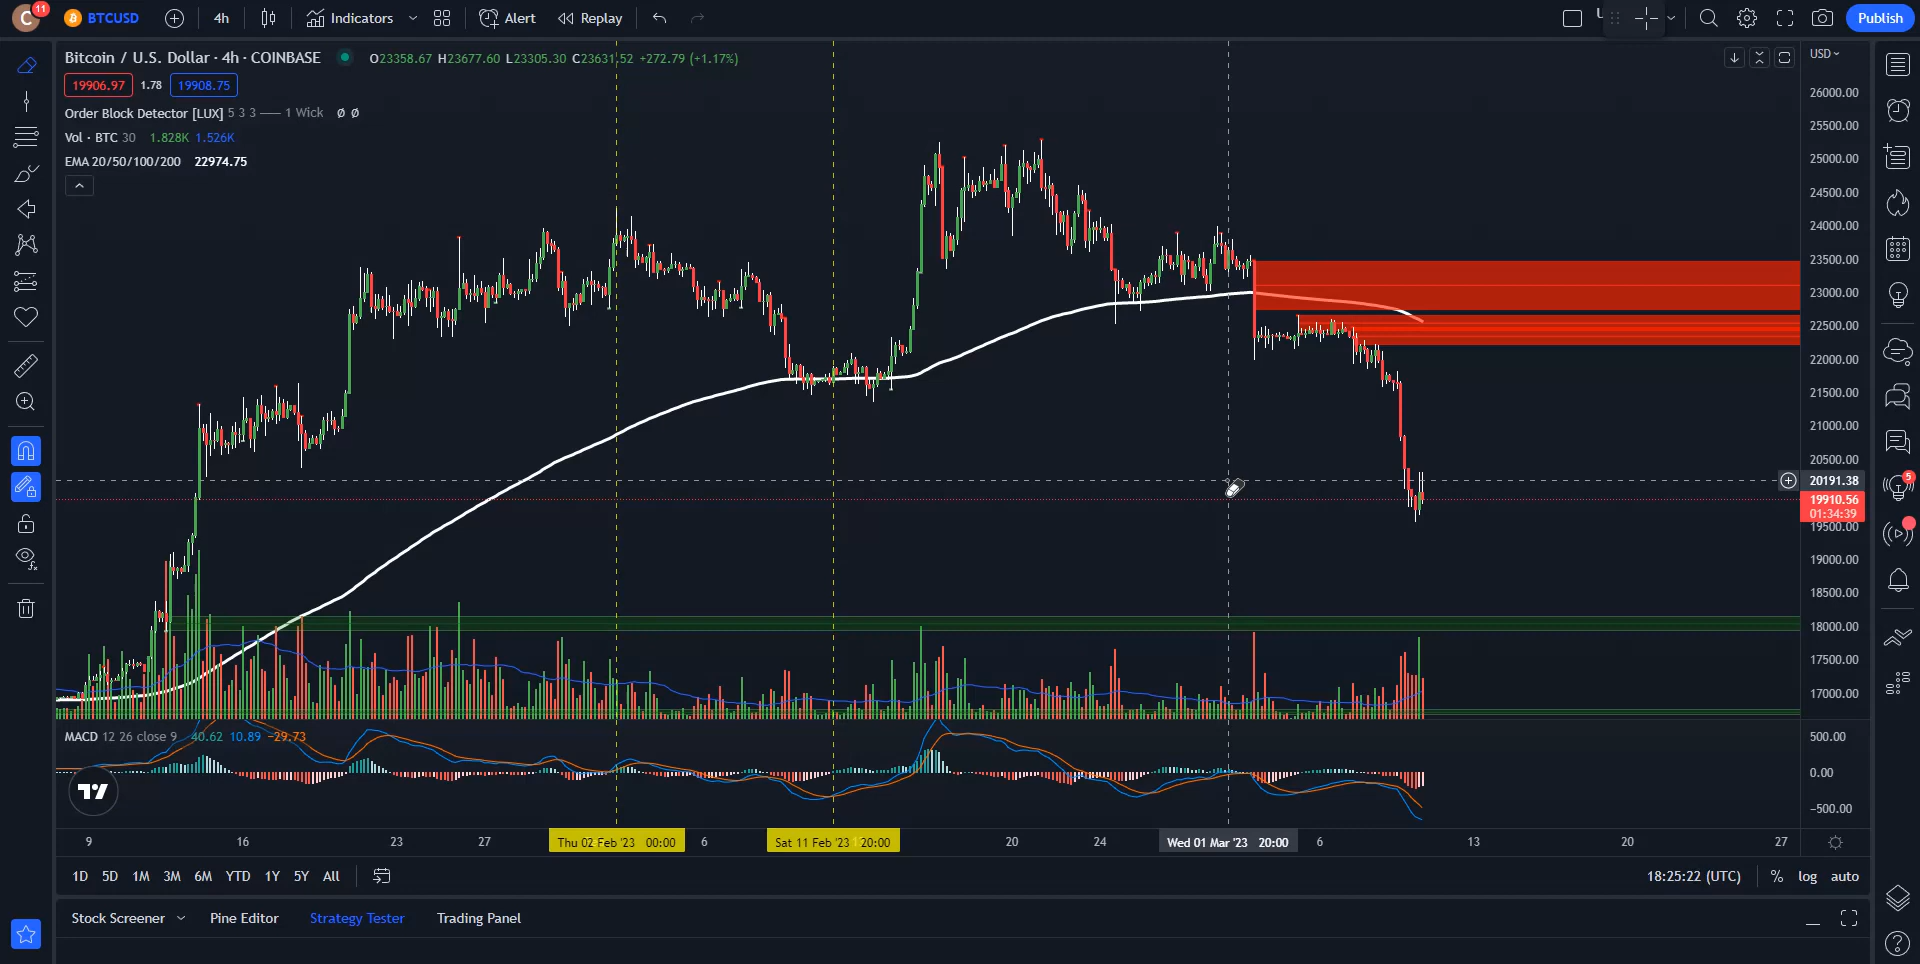 C 11 BTCUSD 4h Indicators Alert Replay Publish
Bitcoin / U.S. Dollar · 4h · COINBASE O23358.67 H23677.60 L23305.30 C23631.52 +272.79 (+1.17%)
USD
19906.97 1.78 19908.75
Order Block Detector [LUX] 5 3 3 —— 1 Wick Ø Ø
Vol · BTC 30 1.828K 1.526K
EMA 20/50/100/200 22974.75
26000.00
25500.00
25000.00
24500.00
24000.00
23500.00
23000.00
22500.00
22000.00
21500.00
21000.00
20500.00
20191.38
19910.56
01:34:39
19500.00
19000.00
18500.00
18000.00
17500.00
17000.00
5
MACD 12 26 close 9 40.62 10.89 −29.73
500.00
0.00
−500.00
9 16 23 27 Thu 02 Feb '23 00:00 6 Sat 11 Feb '23 20:00 20 24 Wed 01 Mar '23 20:00 6 13 20 27
1D 5D 1M 3M 6M YTD 1Y 5Y All 18:25:22 (UTC) % log auto
Stock Screener Pine Editor Strategy Tester Trading Panel